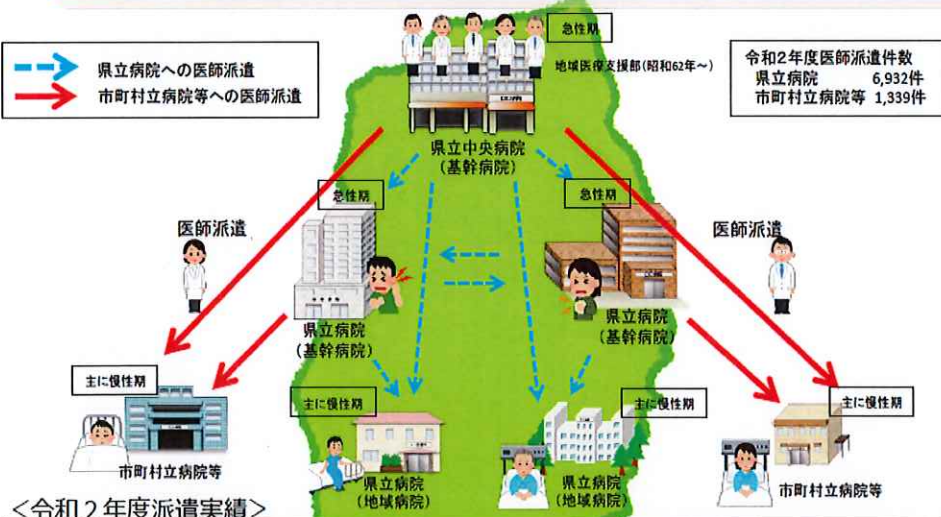 急性期
県立病院への医師派遣
市町村立病院等への医師派遣
地域医療支援部(昭和62年～)
令和2年度医師派遣件数
県立病院 6,932件
市町村立病院等 1,339件
県立中央病院
(基幹病院)
急性期
急性期
医師派遣
医師派遣
県立病院
(基幹病院)
県立病院
(基幹病院)
主に慢性期
主に慢性期
主に慢性期
主に慢性期
市町村立病院等
県立病院
(地域病院)
県立病院
(地域病院)
市町村立病院等
＜令和2年度派遣実績＞